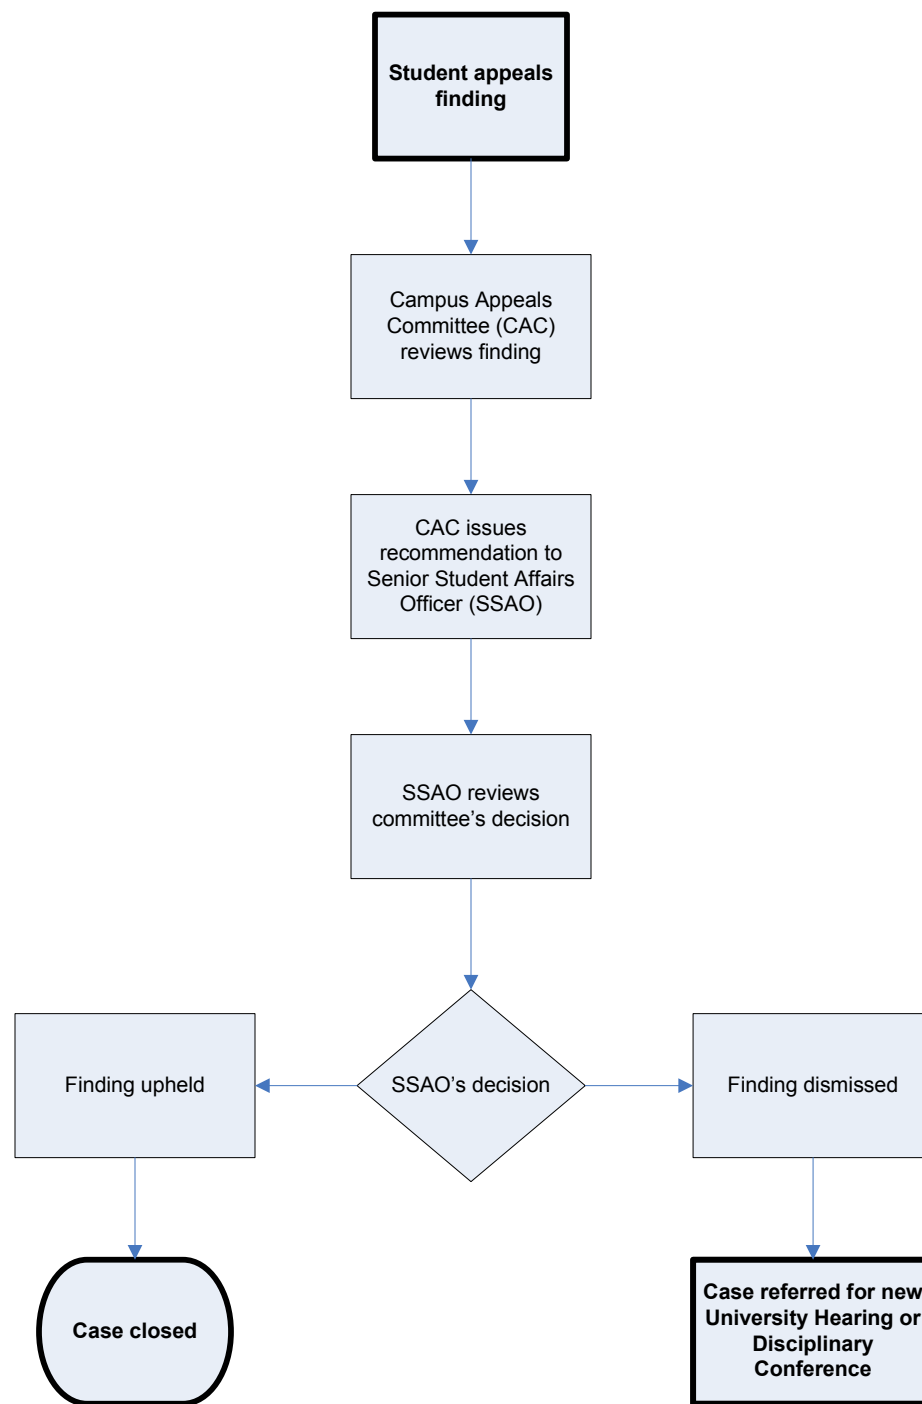 Student appeals
finding
Campus Appeals
Committee (CAC)
reviews finding
CAC issues
recommendation to
Senior Student Affairs
Officer (SSAO)
SSAO reviews
committee’s decision
Finding upheld
SSAO’s decision
Finding dismissed
Case closed
Case referred for new
University Hearing or
Disciplinary
Conference